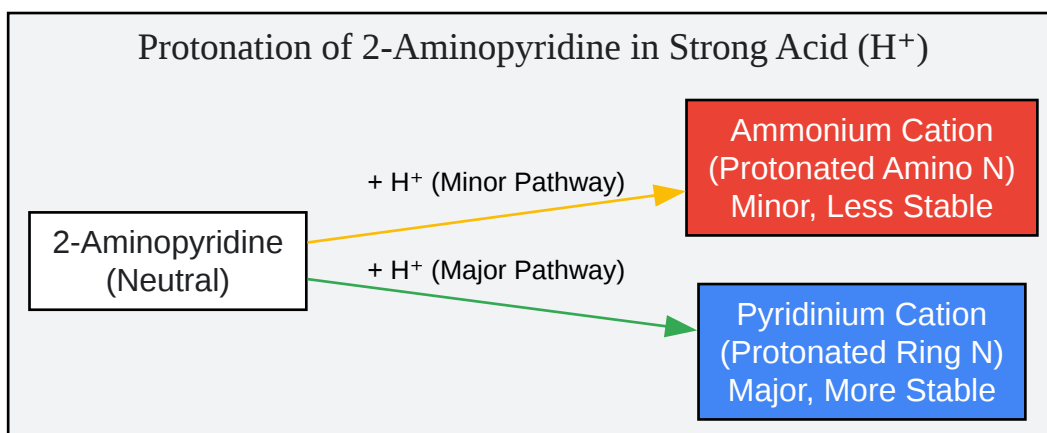 Protonation of 2-Aminopyridine in Strong Acid (H⁺)
Ammonium Cation
(Protonated Amino N)
Minor, Less Stable
+ H⁺ (Minor Pathway)
2-Aminopyridine
(Neutral)
+ H⁺ (Major Pathway)
Pyridinium Cation
(Protonated Ring N)
Major, More Stable